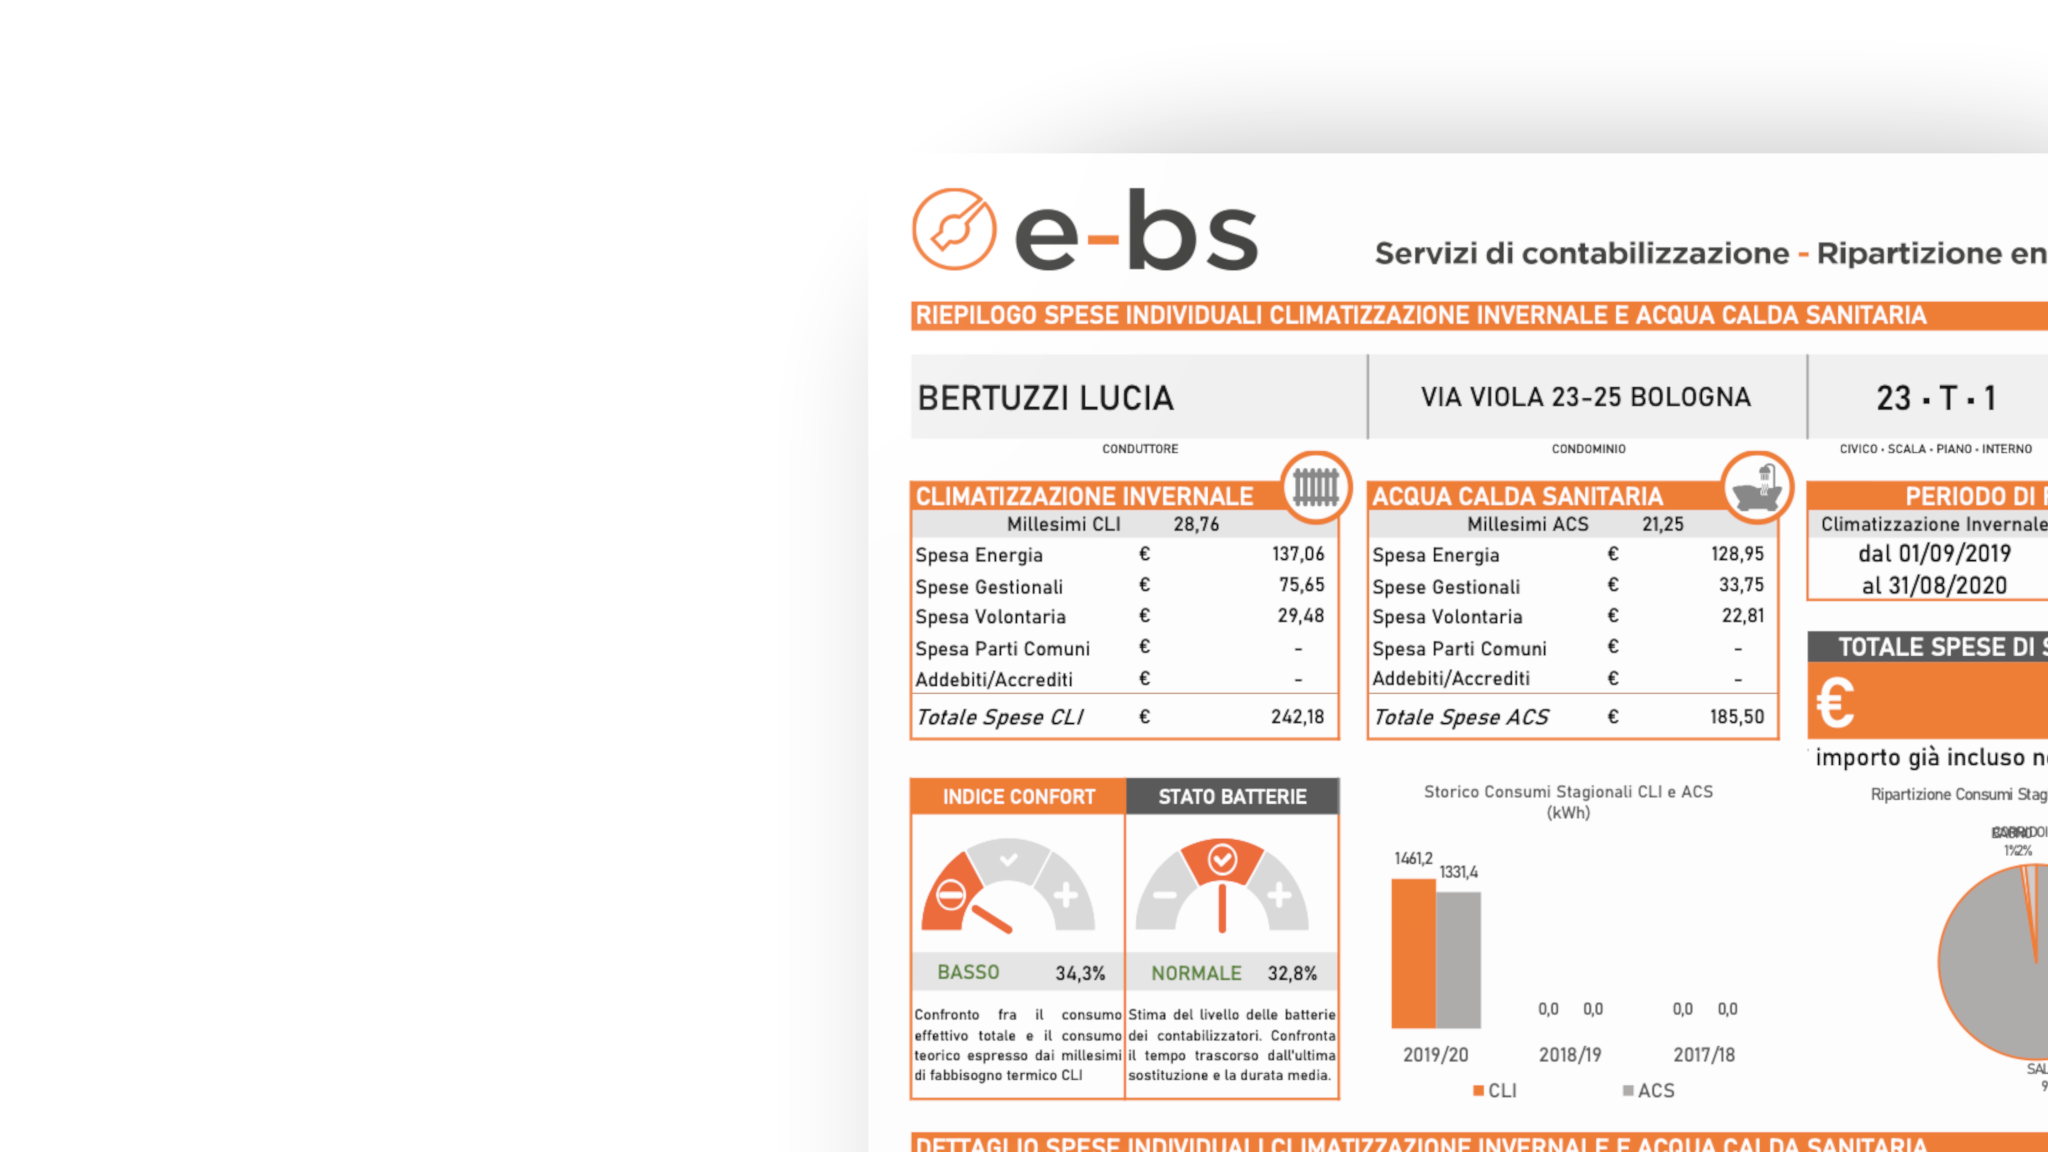 e-bs
Servizi di contabilizzazione - Ripartizione en
RIEPILOGO SPESE INDIVIDUALI CLIMATIZZAZIONE INVERNALE E ACQUA CALDA SANITARIA
BERTUZZI LUCIA
VIA VIOLA 23-25 BOLOGNA
23 · T · 1
CONDUTTORE
CONDOMINIO
CIVICO · SCALA · PIANO · INTERNO
CLIMATIZZAZIONE INVERNALE
Millesimi CLI 28,76
Spesa Energia € 137,06
Spese Gestionali € 75,65
Spesa Volontaria € 29,48
Spesa Parti Comuni € -
Addebiti/Accrediti € -
Totale Spese CLI € 242,18
ACQUA CALDA SANITARIA
Millesimi ACS 21,25
Spesa Energia € 128,95
Spese Gestionali € 33,75
Spesa Volontaria € 22,81
Spesa Parti Comuni € -
Addebiti/Accrediti € -
Totale Spese ACS € 185,50
PERIODO DI
Climatizzazione Invernale
dal 01/09/2019
al 31/08/2020
TOTALE SPESE DI S
€
importo già incluso n
INDICE CONFORT
BASSO 34,3%
Confronto fra il consumo
effettivo totale e il consumo
teorico espresso dai millesimi
di fabbisogno termico CLI
STATO BATTERIE
NORMALE 32,8%
Stima del livello delle batterie
dei contabilizzatori. Confronta
il tempo trascorso dall'ultima
sostituzione e la durata media.
Storico Consumi Stagionali CLI e ACS
(kWh)
1461,2
1331,4
0,0 0,0
0,0 0,0
2019/20 2018/19 2017/18
CLI ACS
Ripartizione Consumi Stag
1% 2%
SAL
9
DETTAGLIO SPESE INDIVIDUALI CLIMATIZZAZIONE INVERNALE E ACQUA CALDA SANITARIA